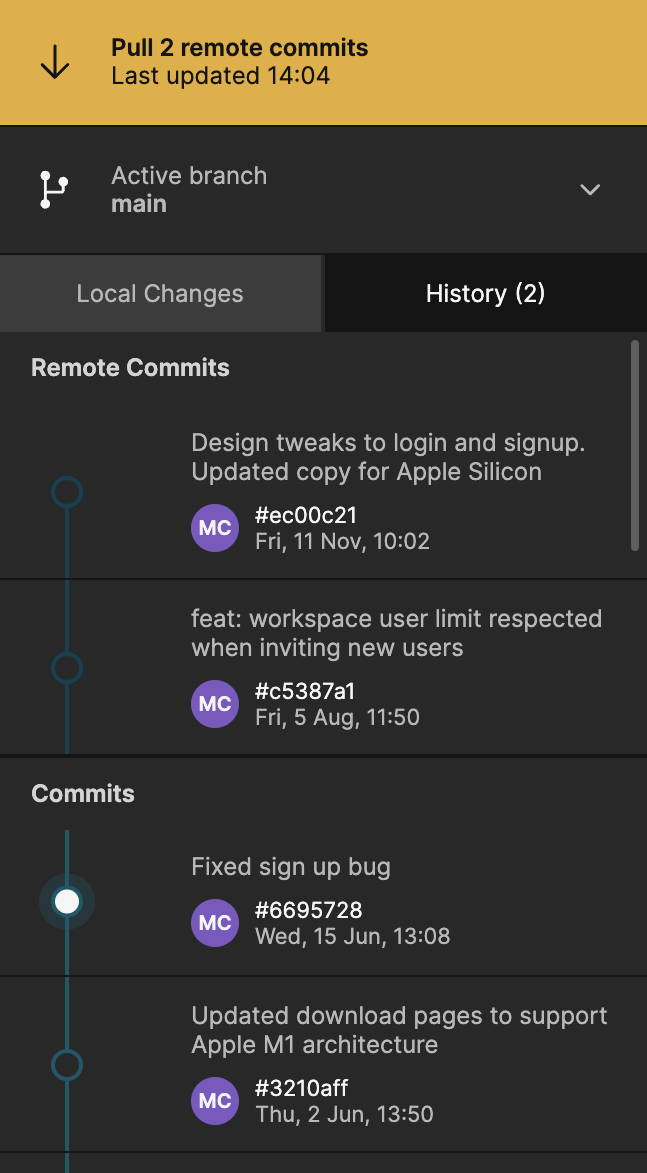 Pull 2 remote commits
Last updated 14:04
Active branch
main
Local Changes
History (2)
Remote Commits
Design tweaks to login and signup.
Updated copy for Apple Silicon
MC
#ec00c21
Fri, 11 Nov, 10:02
feat: workspace user limit respected
when inviting new users
MC
#c5387a1
Fri, 5 Aug, 11:50
Commits
Fixed sign up bug
MC
#6695728
Wed, 15 Jun, 13:08
Updated download pages to support
Apple M1 architecture
MC
#3210aff
Thu, 2 Jun, 13:50